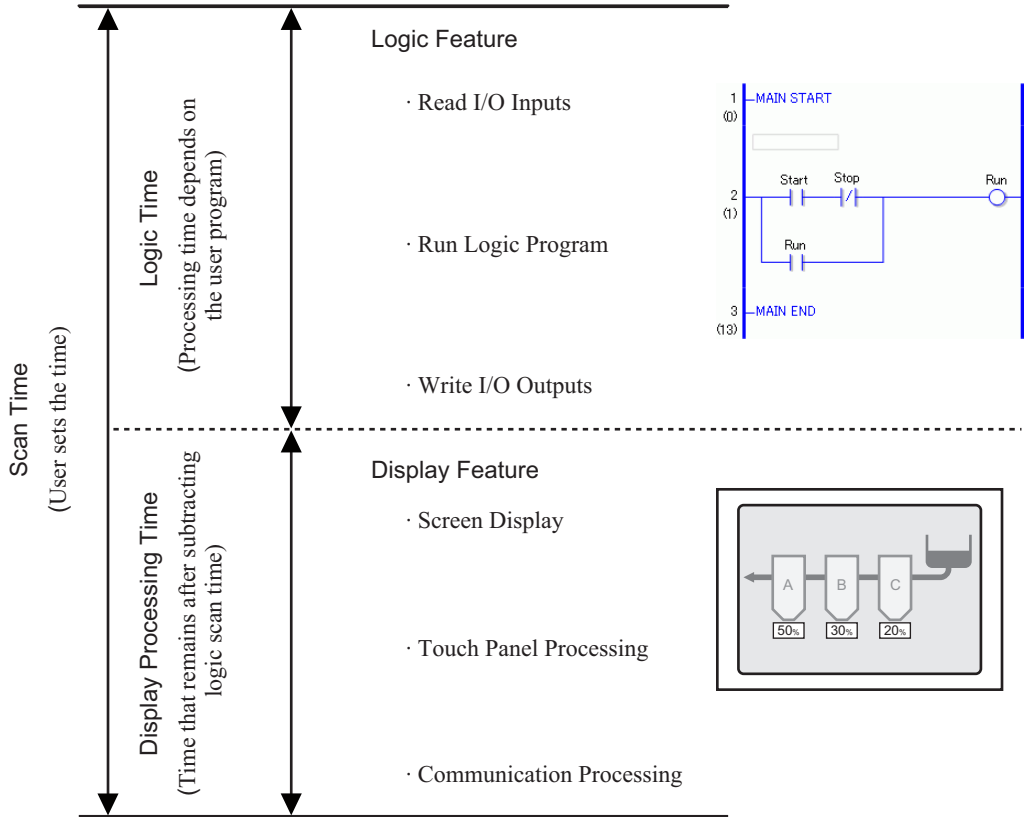 Scan Time
(User sets the time)
Logic Time
(Processing time depends on
the user program)
Logic Feature
· Read I/O Inputs
· Run Logic Program
· Write I/O Outputs
1
(0)
MAIN START
Start
Stop
Run
2
(1)
Run
3
(13)
MAIN END
Display Processing Time
(Time that remains after subtracting
logic scan time)
Display Feature
· Screen Display
· Touch Panel Processing
· Communication Processing
A
B
C
50%
30%
20%